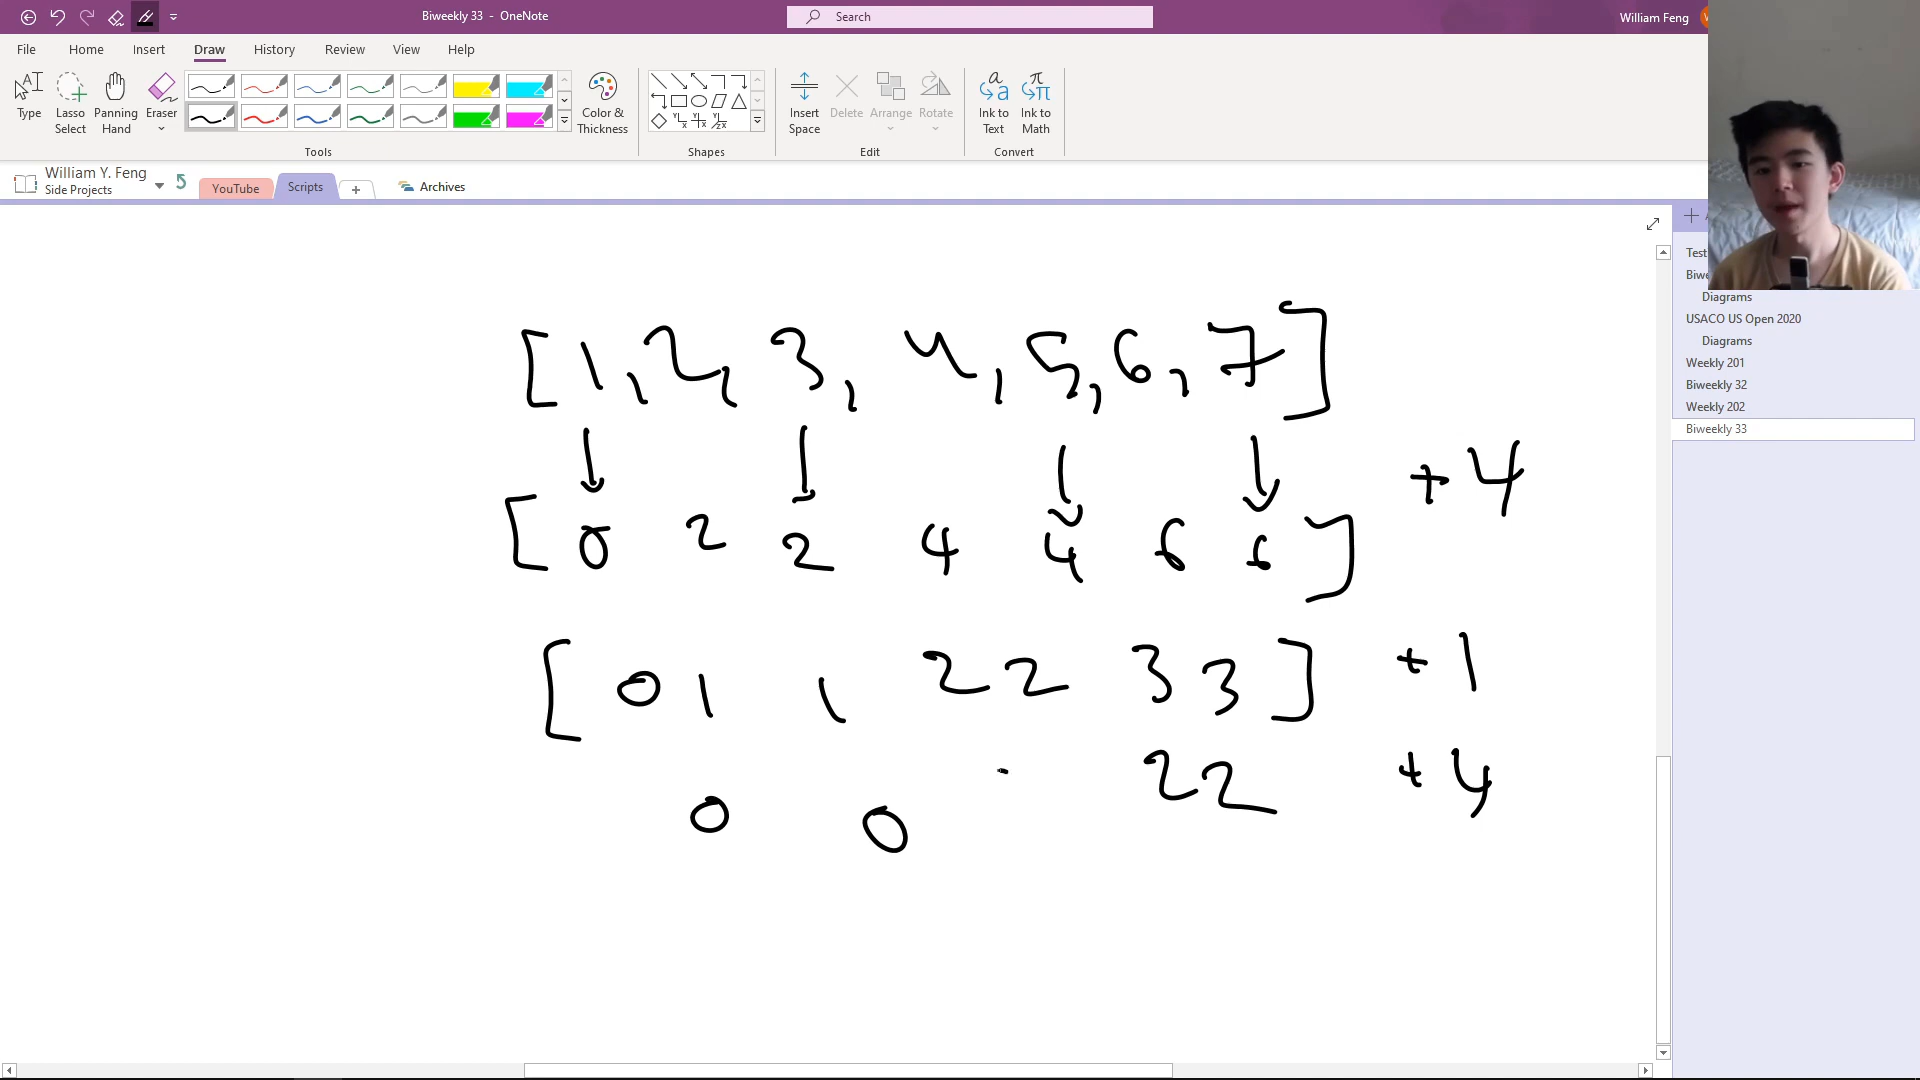 Biweekly 33 - OneNote
Search
William Feng
File Home Insert Draw History Review View Help
Type
Lasso Select
Panning Hand
Eraser
Color & Thickness
Insert Space
Delete
Arrange
Rotate
Ink to Text
Ink to Math
Tools
Shapes
Edit
Convert
William Y. Feng
Side Projects
YouTube
Scripts
Archives
[1, 2, 3, 4, 5, 6, 7]
[0 2 2 4 4 6 6] +4
[0 1 1 2 2 3 3] +1
0 0 2 2 +4
Test
Diagrams
USACO US Open 2020
Diagrams
Weekly 201
Biweekly 32
Weekly 202
Biweekly 33